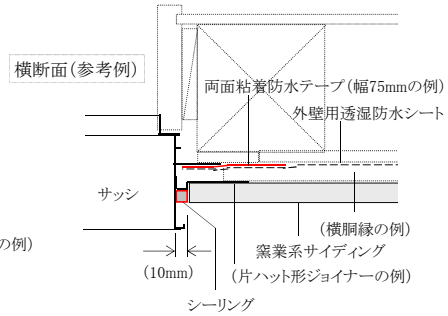 横断面(参考例)
両面粘着防水テープ(幅75mmの例)
外壁用透湿防水シート
サッシ
(横胴縁の例)
の例)
窯業系サイディング
(10mm)
(片ハット形ジョイナーの例)
シーリング